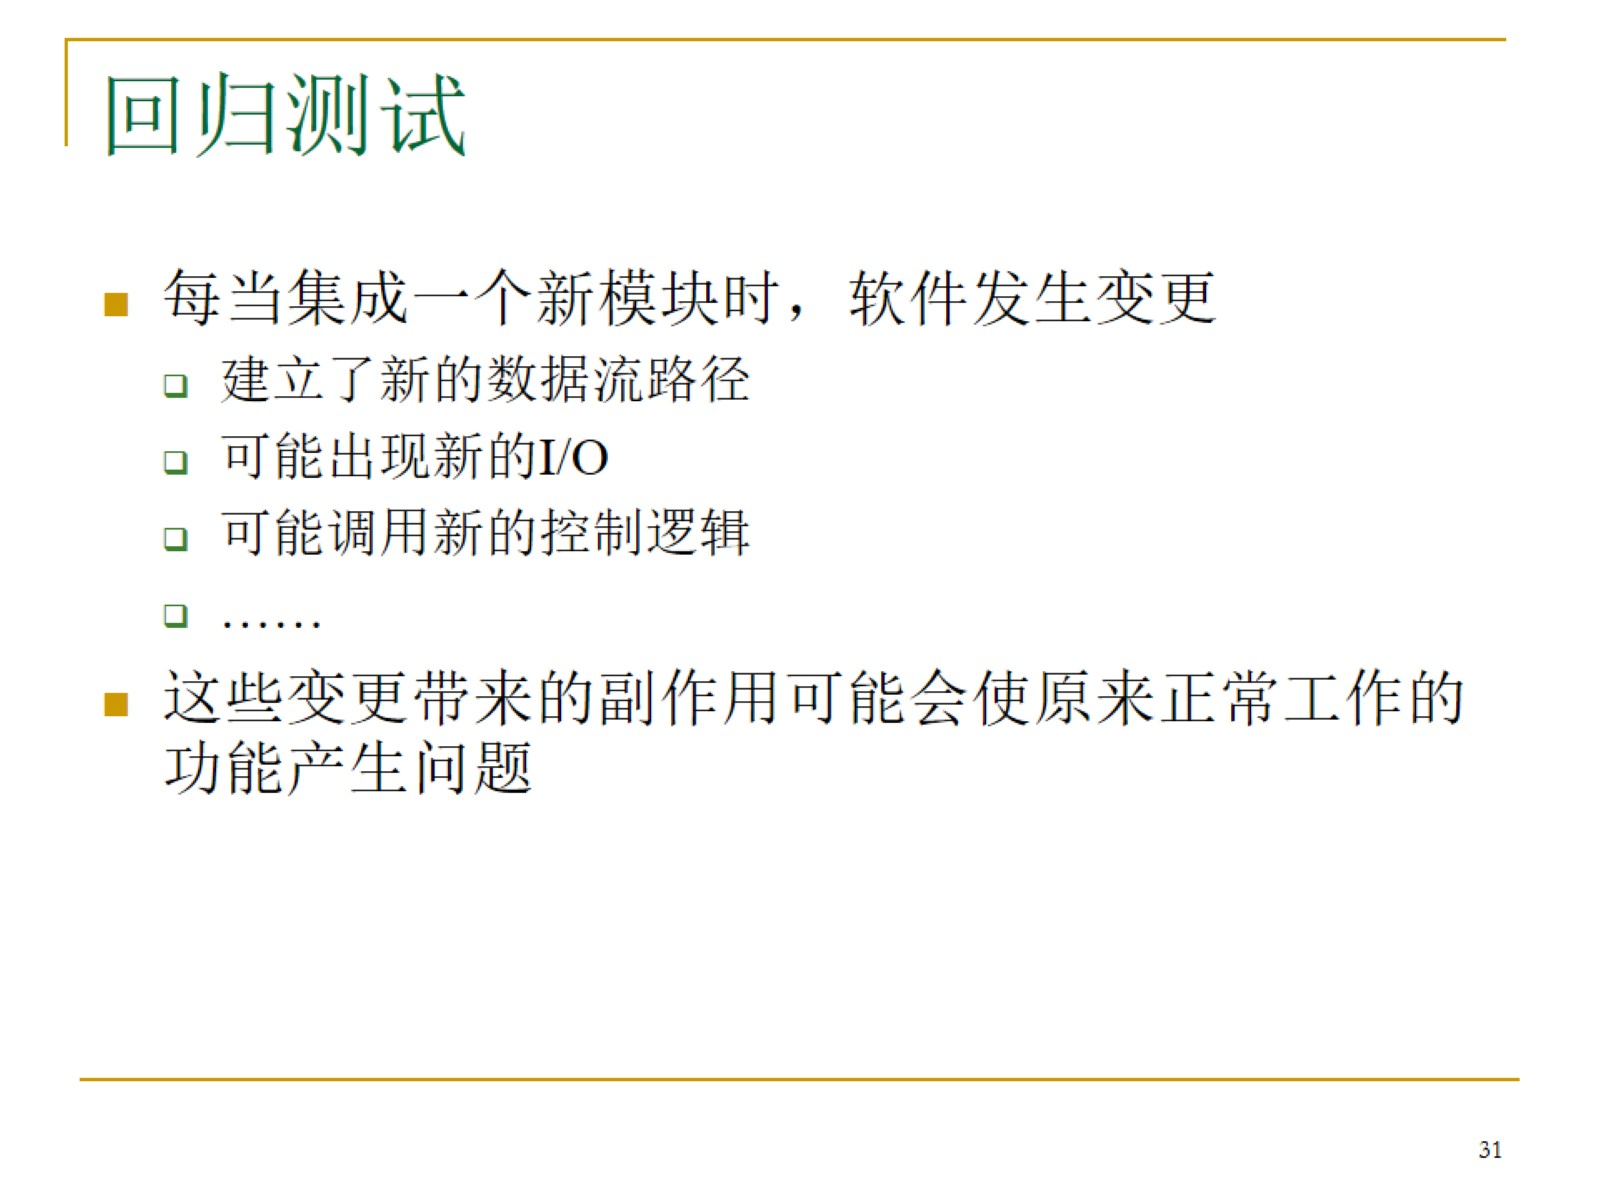 回归测试
每当集成一个新模块时，软件发生变更
建立了新的数据流路径
可能出现新的I/O
可能调用新的控制逻辑
……
这些变更带来的副作用可能会使原来正常工作的
功能产生问题
31